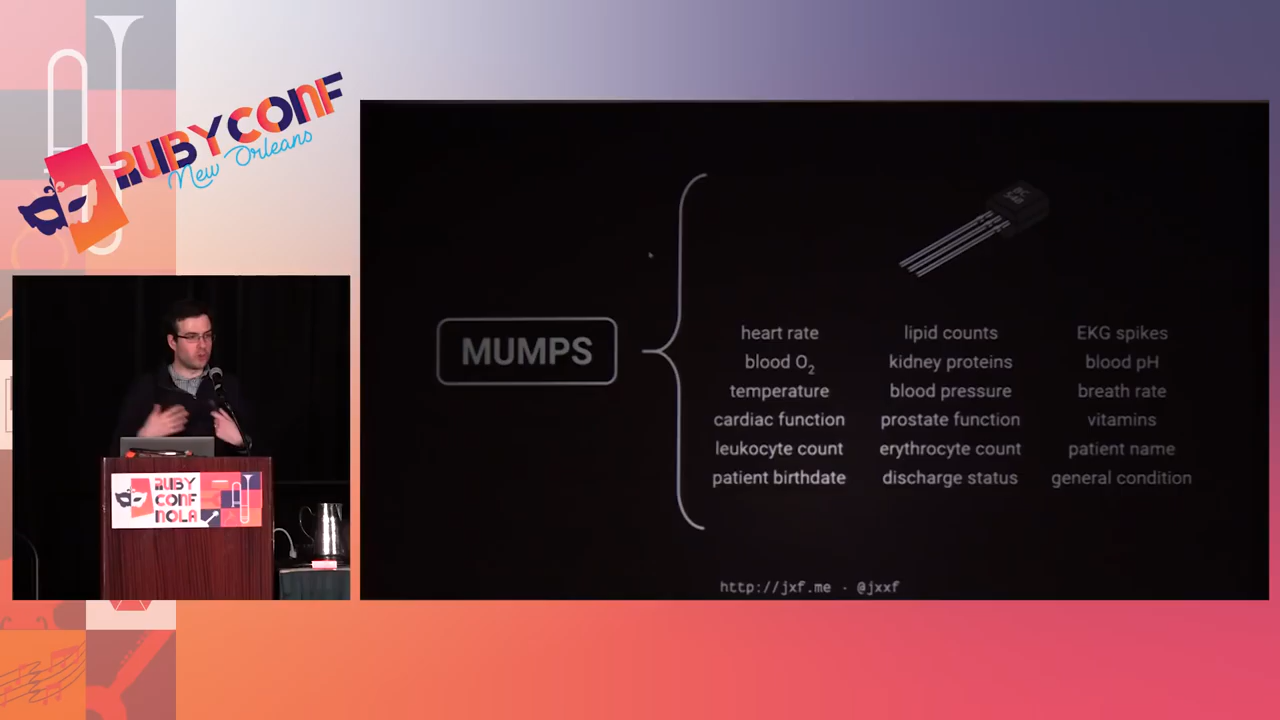 RUBYCONF
New Orleans
RUBY
CONF
NOLA
MUMPS
heart rate lipid counts EKG spikes
blood O2 kidney proteins blood pH
temperature blood pressure breath rate
cardiac function prostate function vitamins
leukocyte count erythrocyte count patient name
patient birthdate discharge status general condition
http://jxf.me · @jxxf